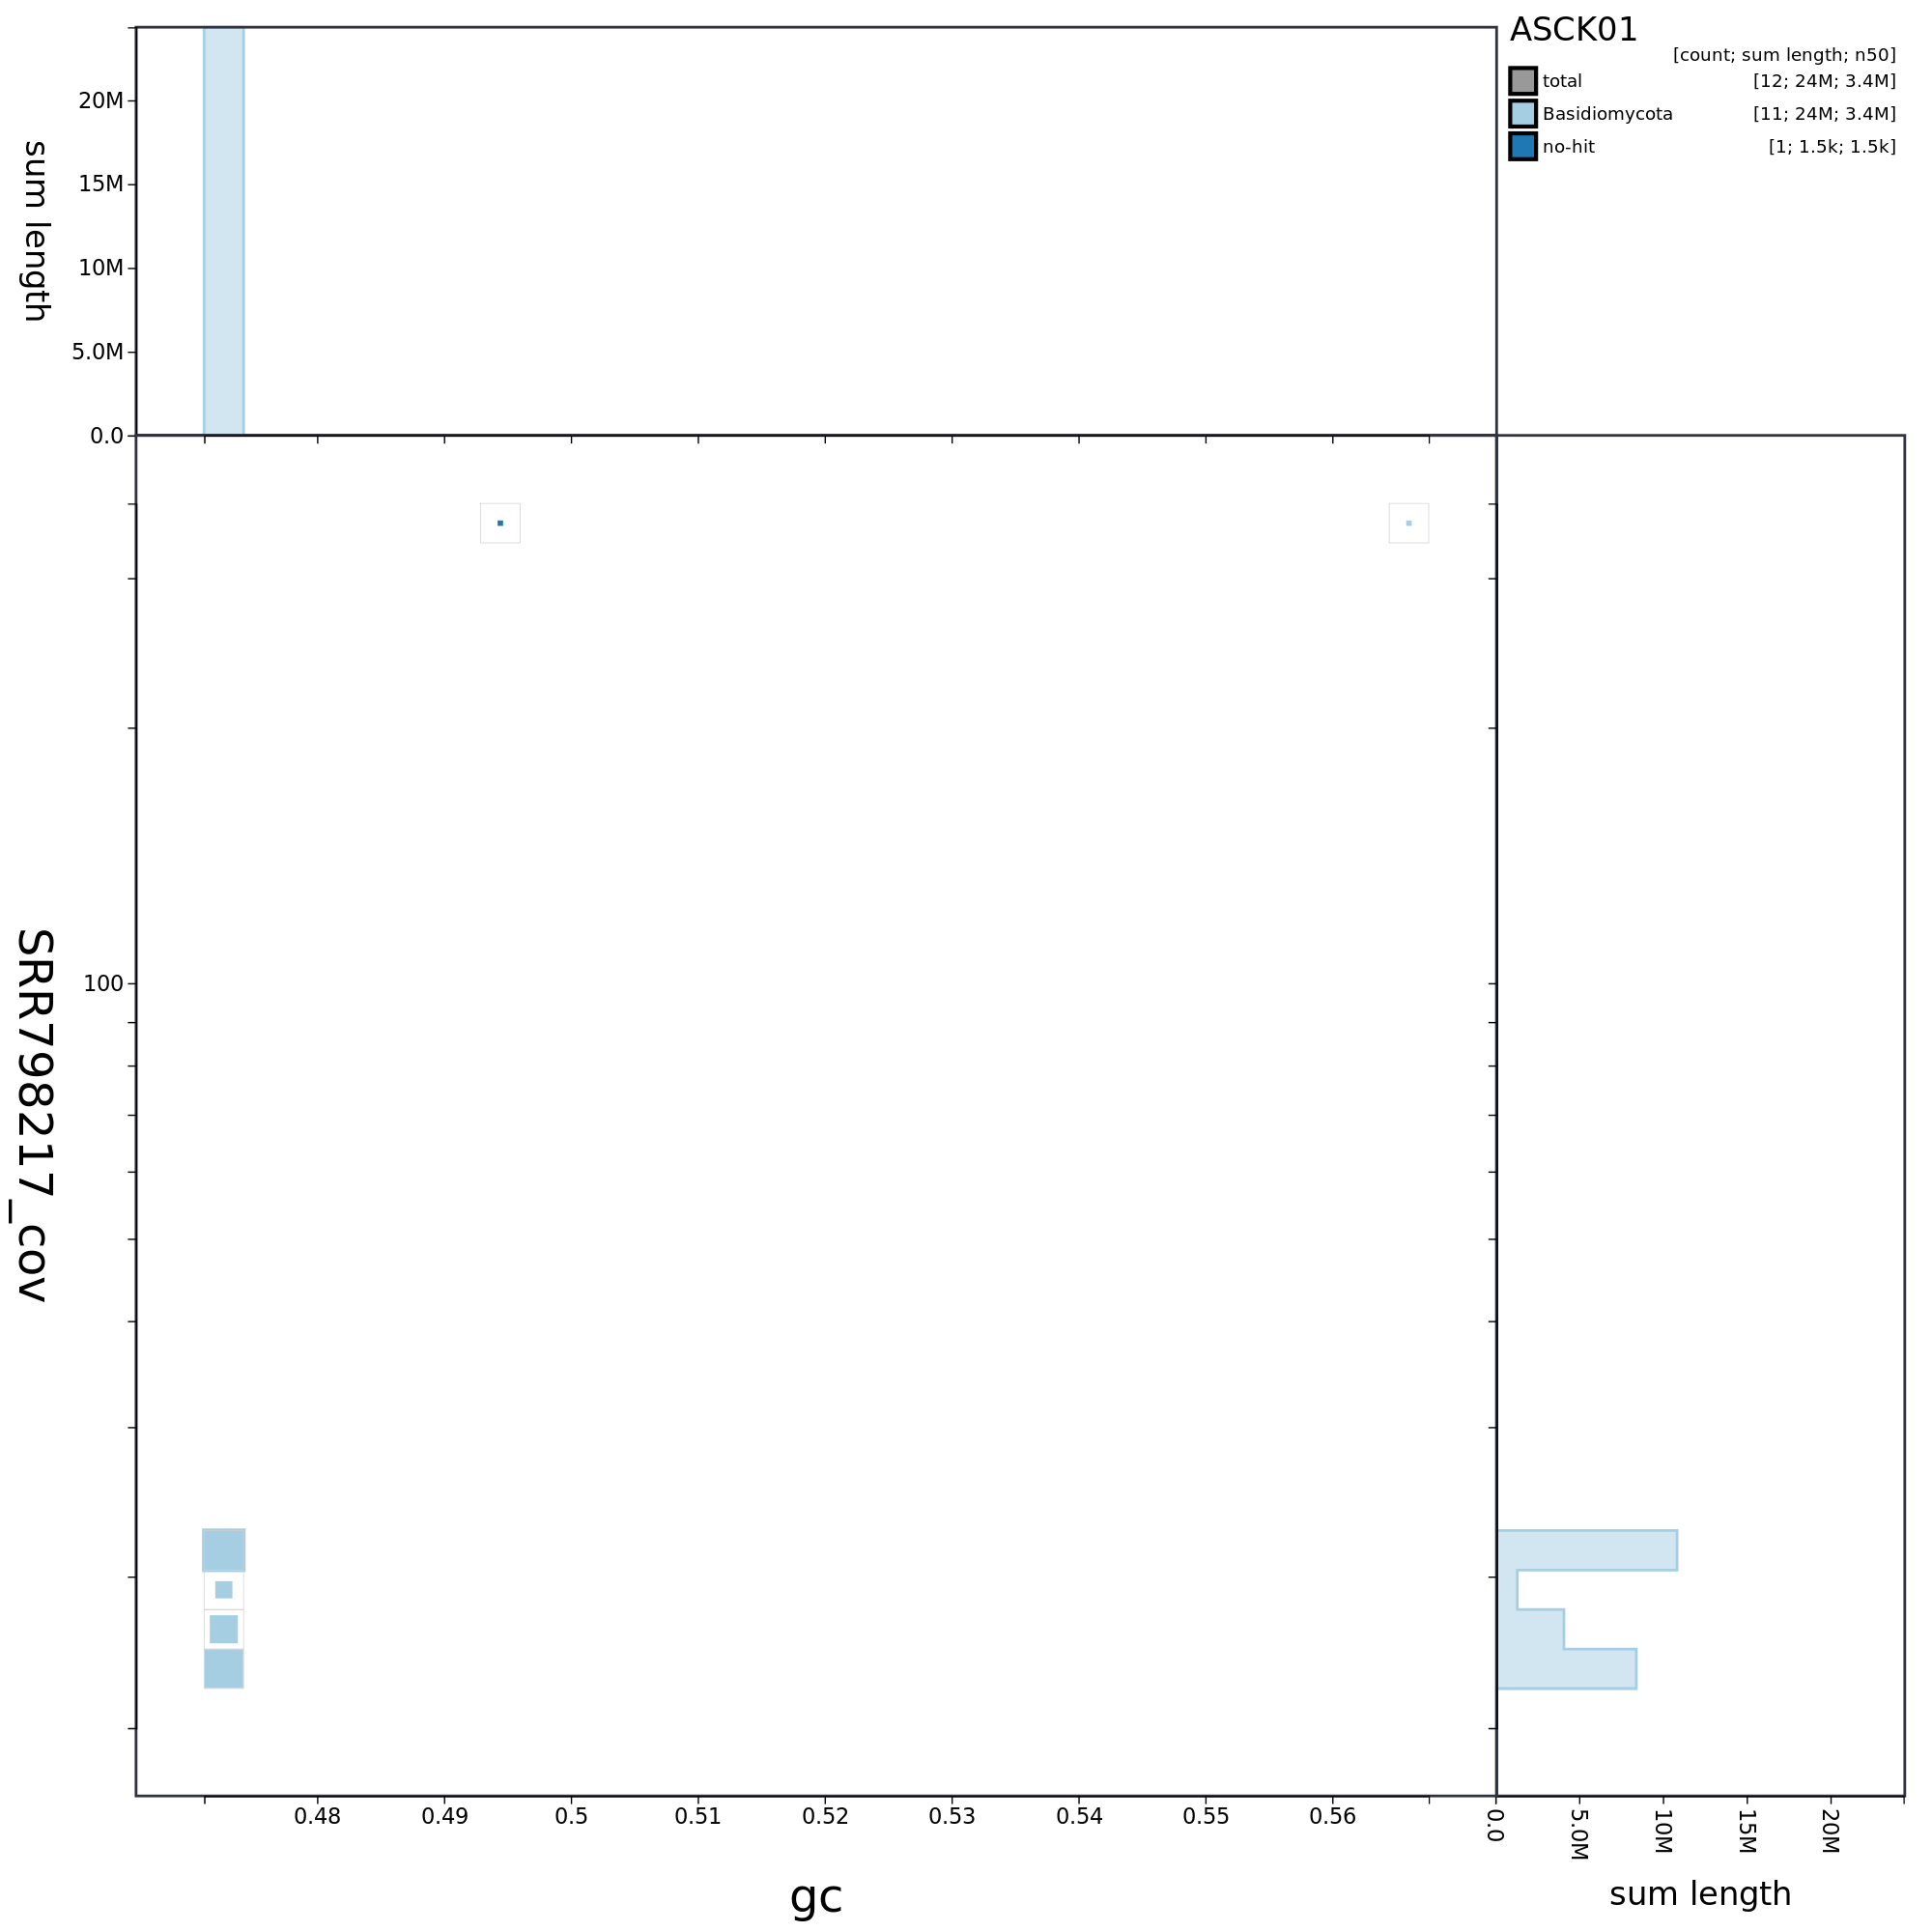 ASCK01
[count; sum length; n50]
total [12; 24M; 3.4M]
Basidiomycota [11; 24M; 3.4M]
no-hit [1; 1.5k; 1.5k]
sum length
20M
15M
10M
5.0M
0.0
SRR798217_cov
100
0.48 0.49 0.5 0.51 0.52 0.53 0.54 0.55 0.56
gc
0.0 5.0M 10M 15M 20M
sum length